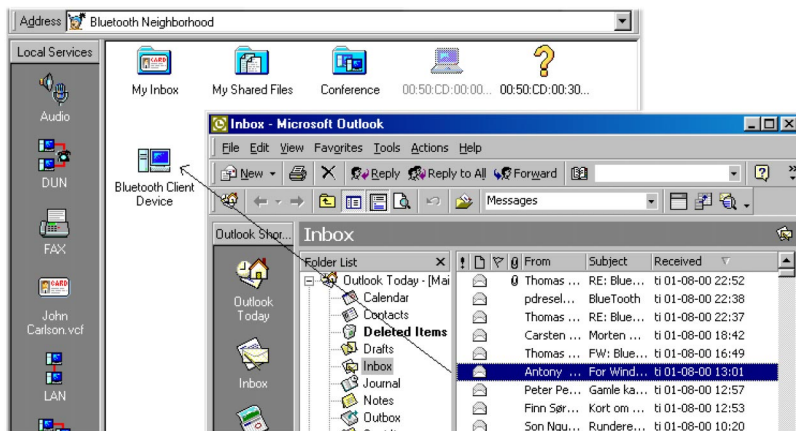 Address Bluetooth Neighborhood
Local Services
Audio
DUN
FAX
John
Carlson.vcf
LAN
My Inbox
My Shared Files
Conference
00:50:CD:00:00...
00:50:CD:00:30...
Bluetooth Client
Device
Inbox - Microsoft Outlook
File Edit View Favorites Tools Actions Help
New Reply Reply to All Forward
Messages
Outlook Shor...
Inbox
Outlook
Today
Inbox
Folder List
Outlook Today - [Mai
Calendar
Contacts
Deleted Items
Drafts
Inbox
Journal
Notes
Outbox
From Subject Received
Thomas ... RE: Blue... ti 01-08-00 22:52
pdresel... BlueTooth ti 01-08-00 22:38
Thomas ... RE: Blue... ti 01-08-00 22:37
Carsten ... Morten ... ti 01-08-00 18:42
Thomas ... FW: Blue... ti 01-08-00 16:49
Antony ... For Wind... ti 01-08-00 13:01
Peter Pe... Gamle ka... ti 01-08-00 12:57
Finn Sør... Kort om ... ti 01-08-00 12:53
Son Ngu... Rundere... ti 01-08-00 10:20